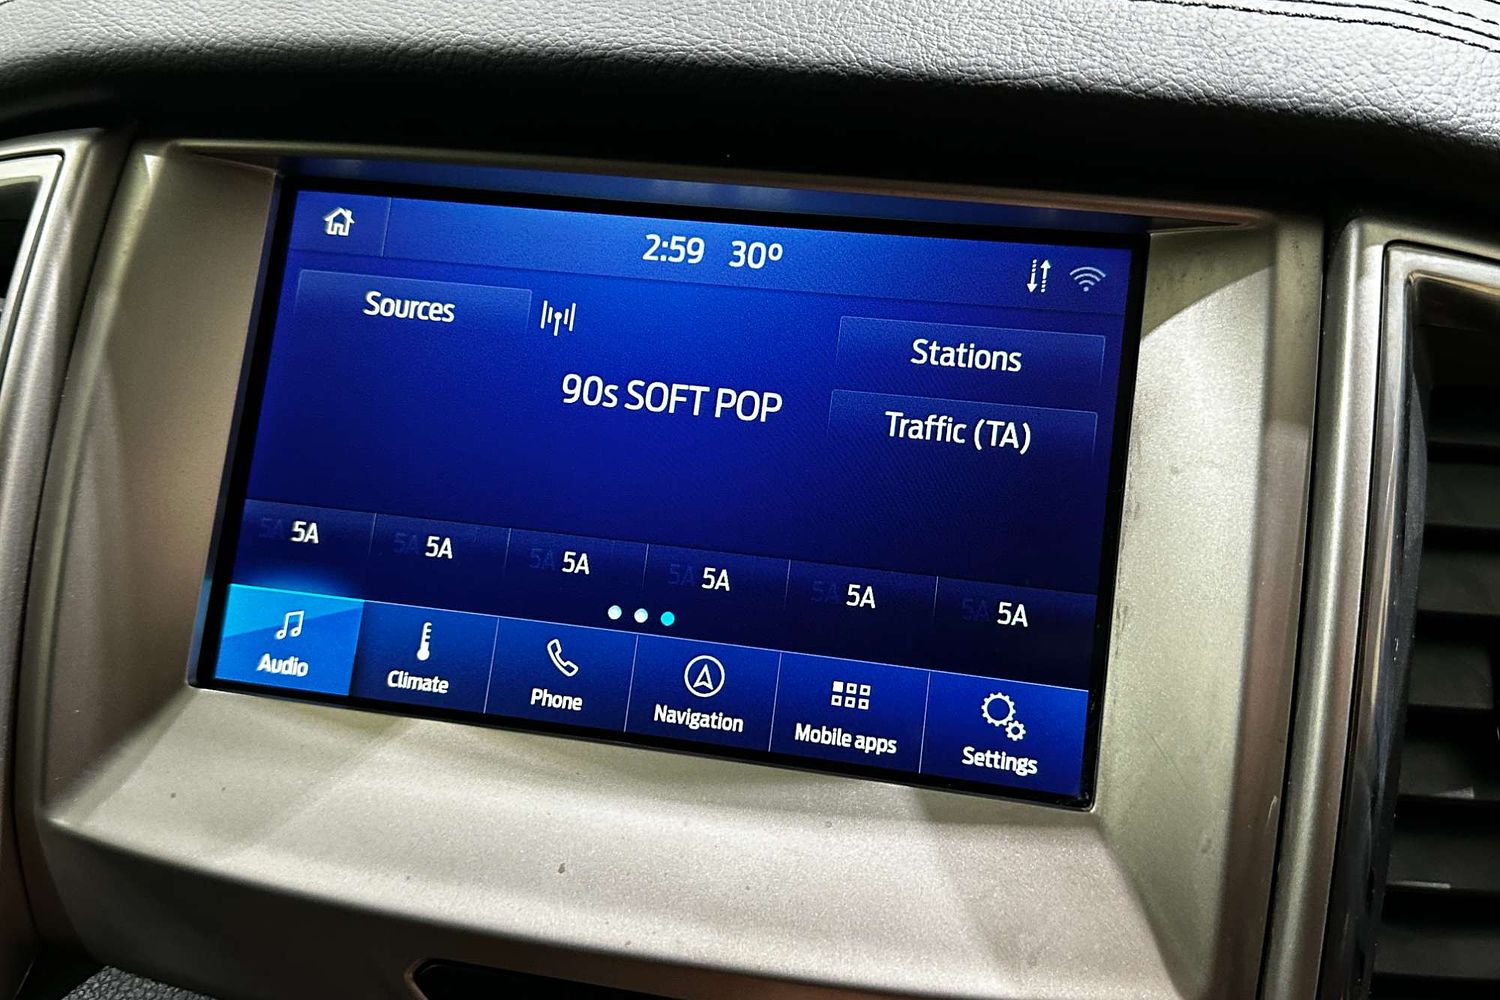 2:59 30º
Sources
Stations
90s SOFT POP
Traffic (TA)
5A 5A 5A 5A 5A 5A
Audio
Climate
Phone
Navigation
Mobile apps
Settings